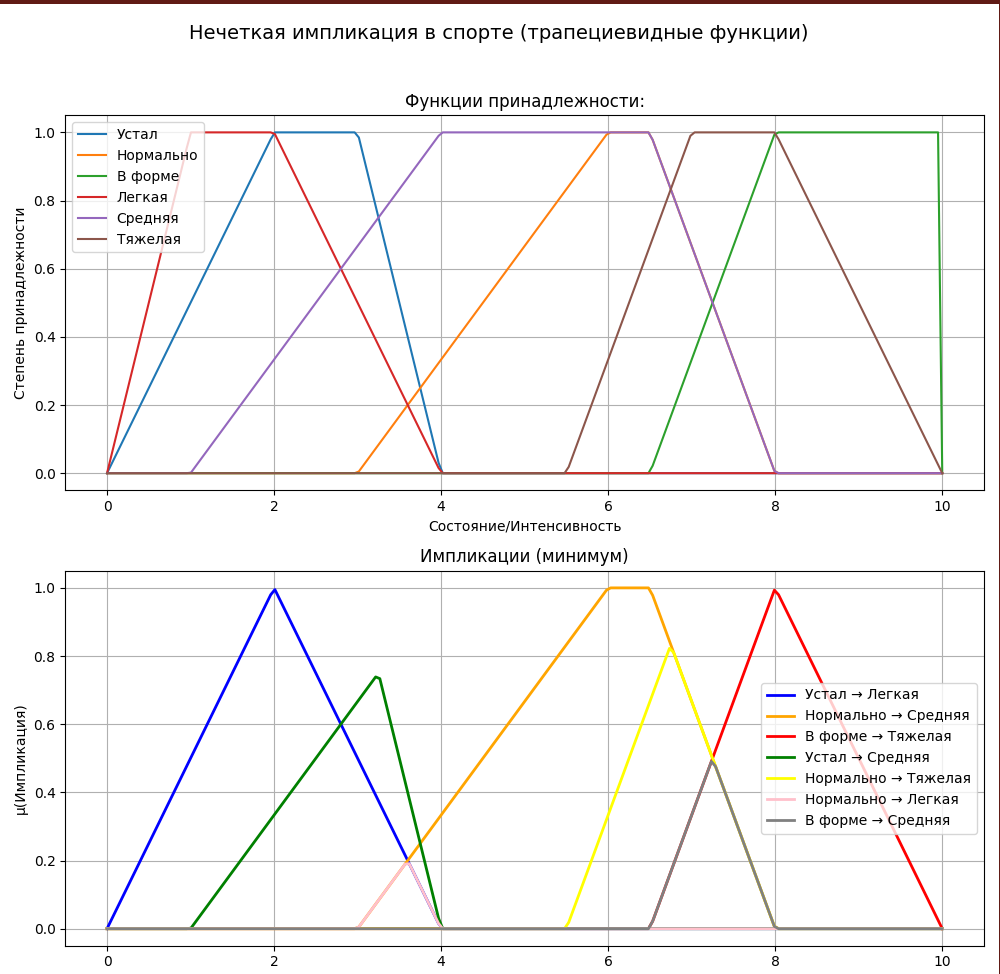 Нечеткая импликация в спорте (трапециевидные функции)
Функции принадлежности:
Степень принадлежности
1.0
0.8
0.6
0.4
0.2
0.0
Устал
Нормально
В форме
Легкая
Средняя
Тяжелая
0 2 4 6 8 10
Состояние/Интенсивность
Импликации (минимум)
μ(Импликация)
1.0
0.8
0.6
0.4
0.2
0.0
Устал → Легкая
Нормально → Средняя
В форме → Тяжелая
Устал → Средняя
Нормально → Тяжелая
Нормально → Легкая
В форме → Средняя
0 2 4 6 8 10